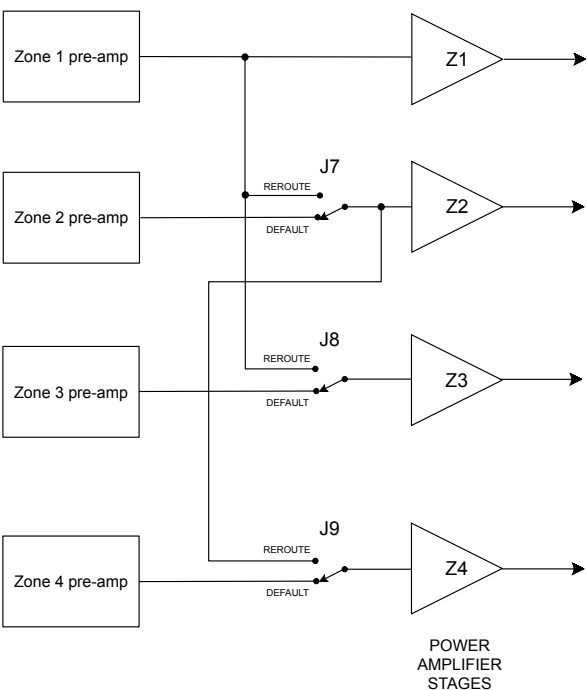 Zone 1 pre-amp
Z1
J7
REROUTE
Zone 2 pre-amp
DEFAULT
Z2
J8
REROUTE
Zone 3 pre-amp
DEFAULT
Z3
J9
REROUTE
Zone 4 pre-amp
DEFAULT
Z4
POWER
AMPLIFIER
STAGES